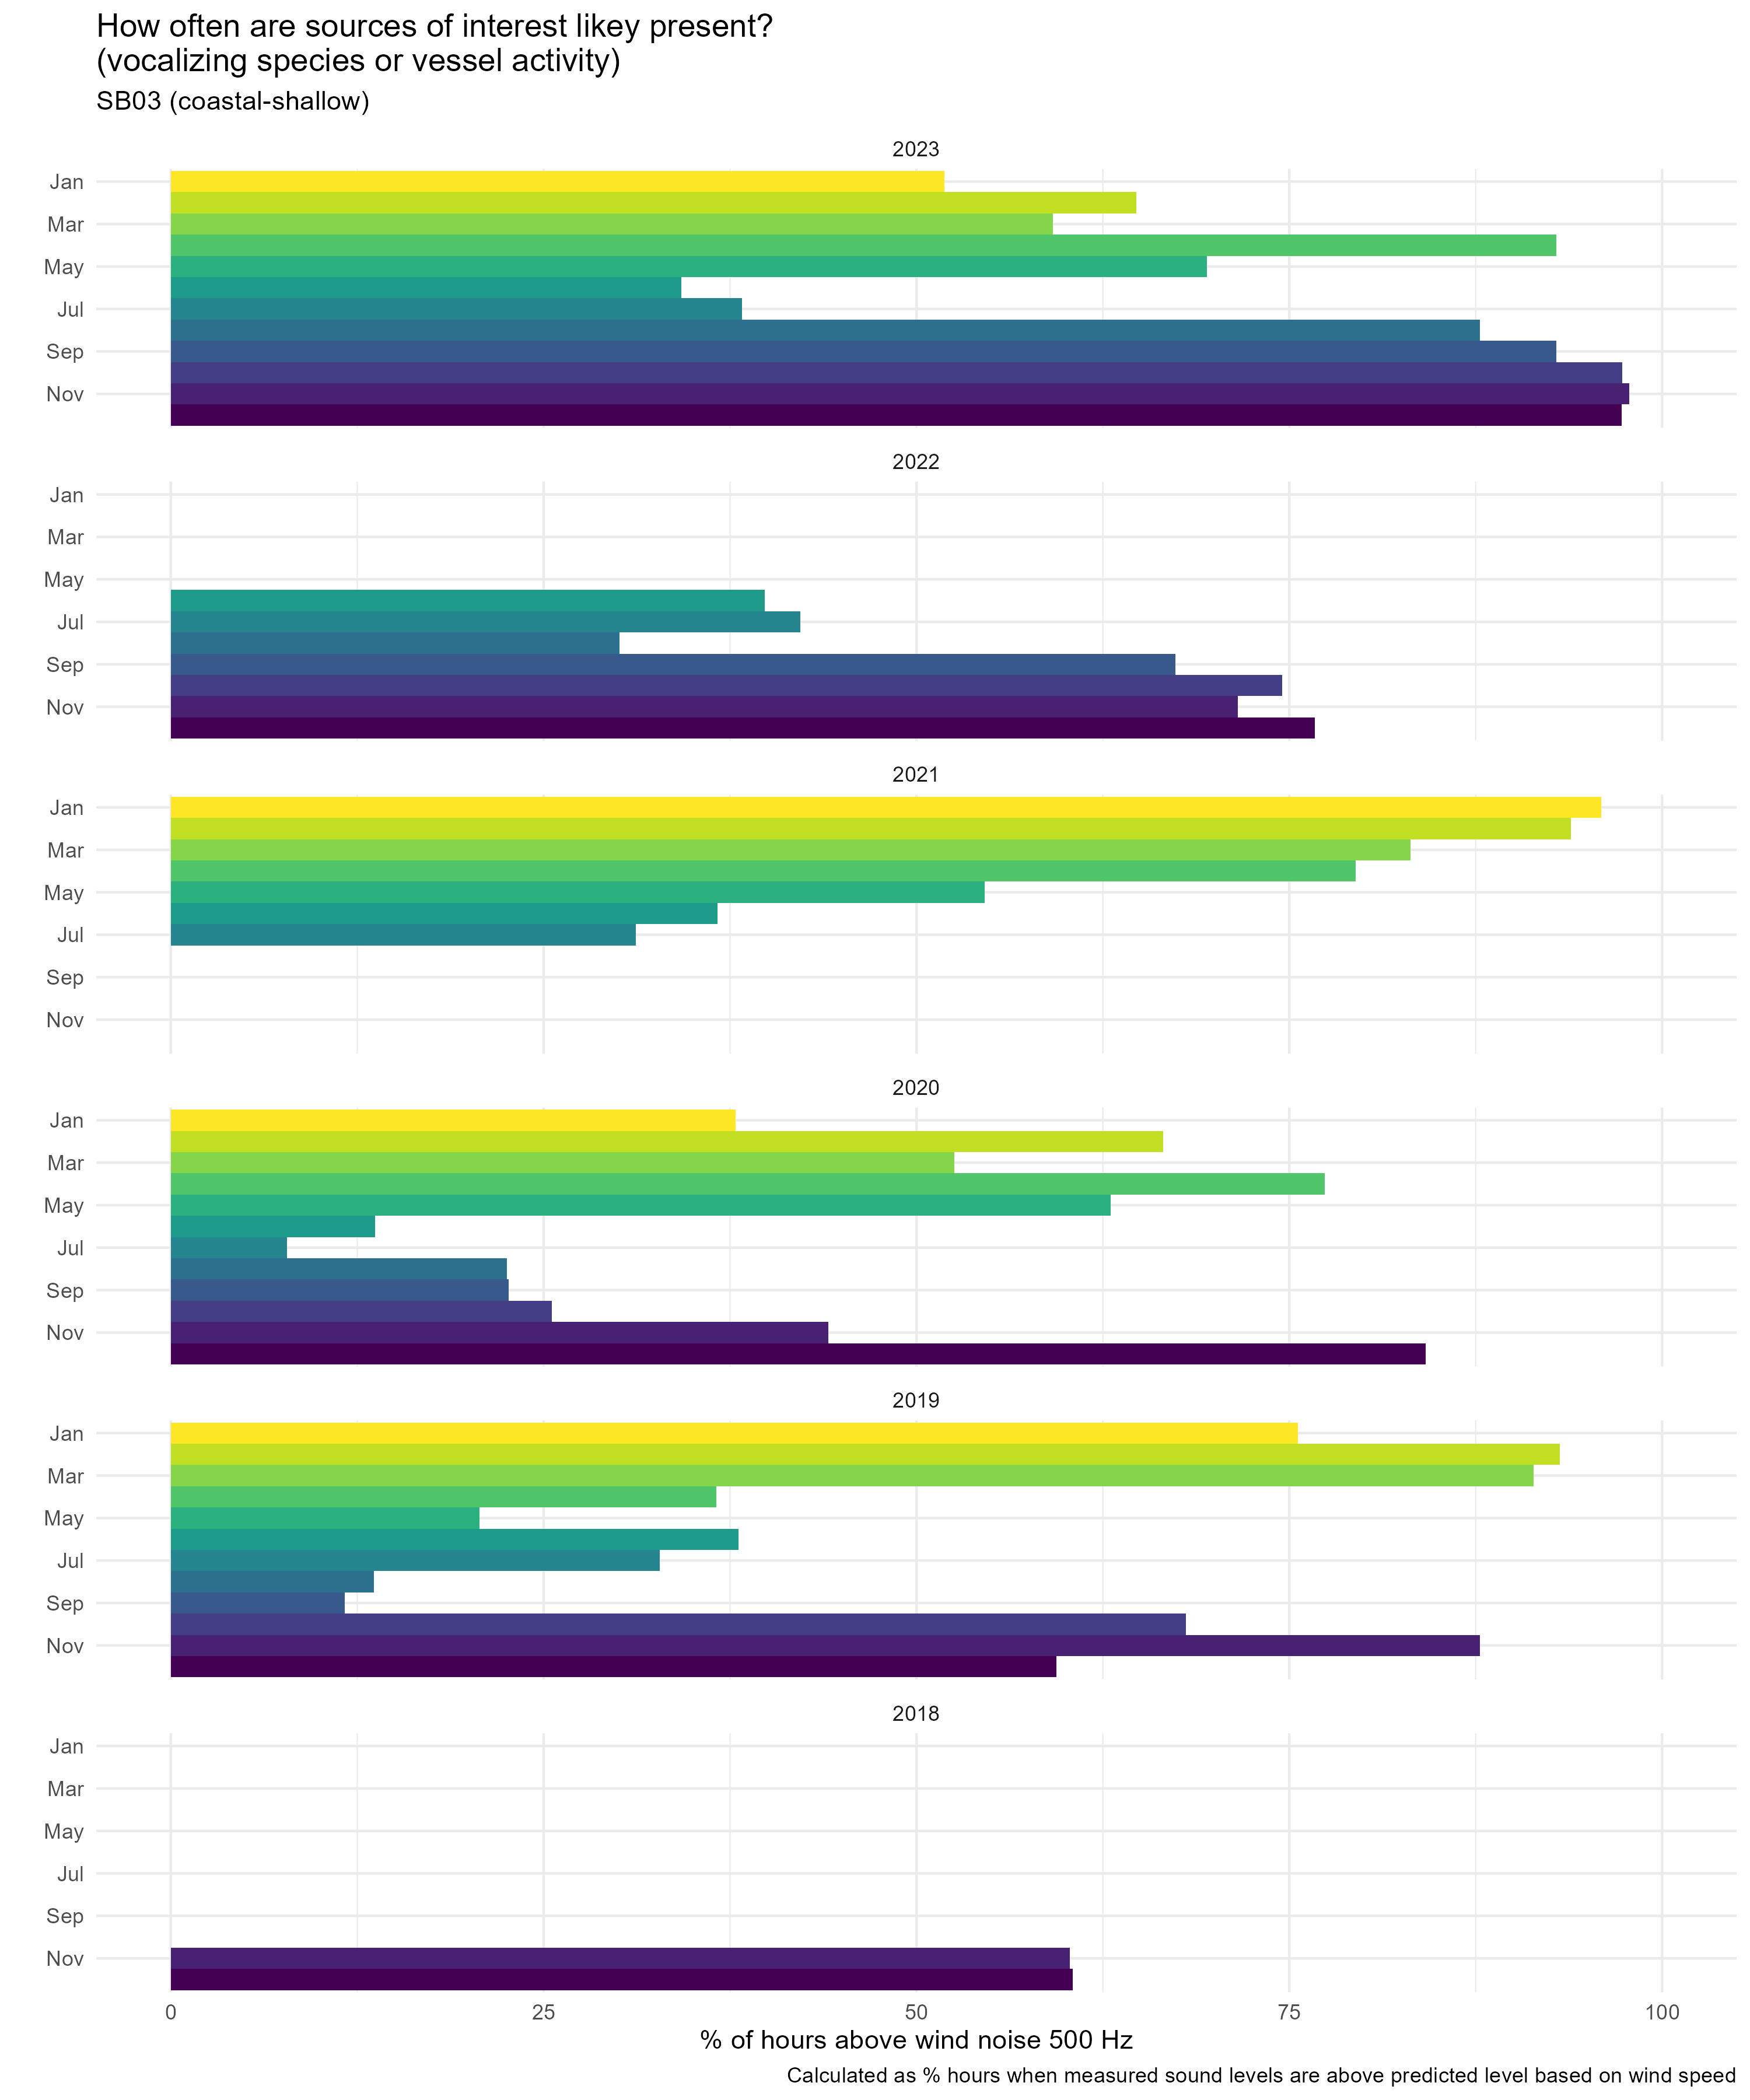 How often are sources of interest likey present?
(vocalizing species or vessel activity)
SB03 (coastal-shallow)
2023
Jan
Mar
May
Jul
Sep
Nov
2022
Jan
Mar
May
Jul
Sep
Nov
2021
Jan
Mar
May
Jul
Sep
Nov
2020
Jan
Mar
May
Jul
Sep
Nov
2019
Jan
Mar
May
Jul
Sep
Nov
2018
Jan
Mar
May
Jul
Sep
Nov
0 25 50 75 100
% of hours above wind noise 500 Hz
Calculated as % hours when measured sound levels are above predicted level based on wind speed